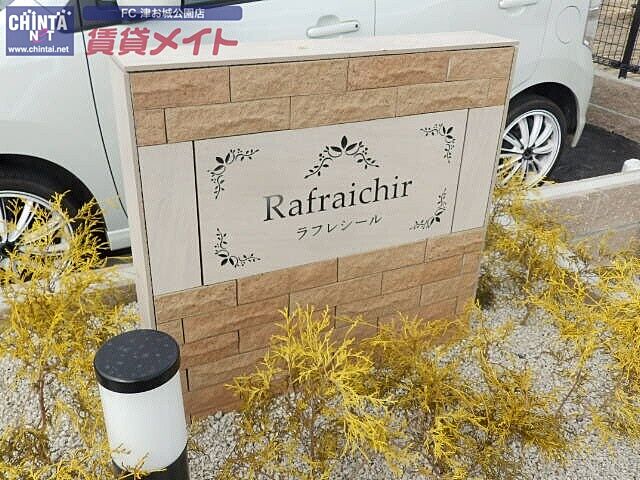 CHINTAI
NET
www.chintai.net
FC 津お城公園店
賃貸メイト
Rafraichir
ラフレシール